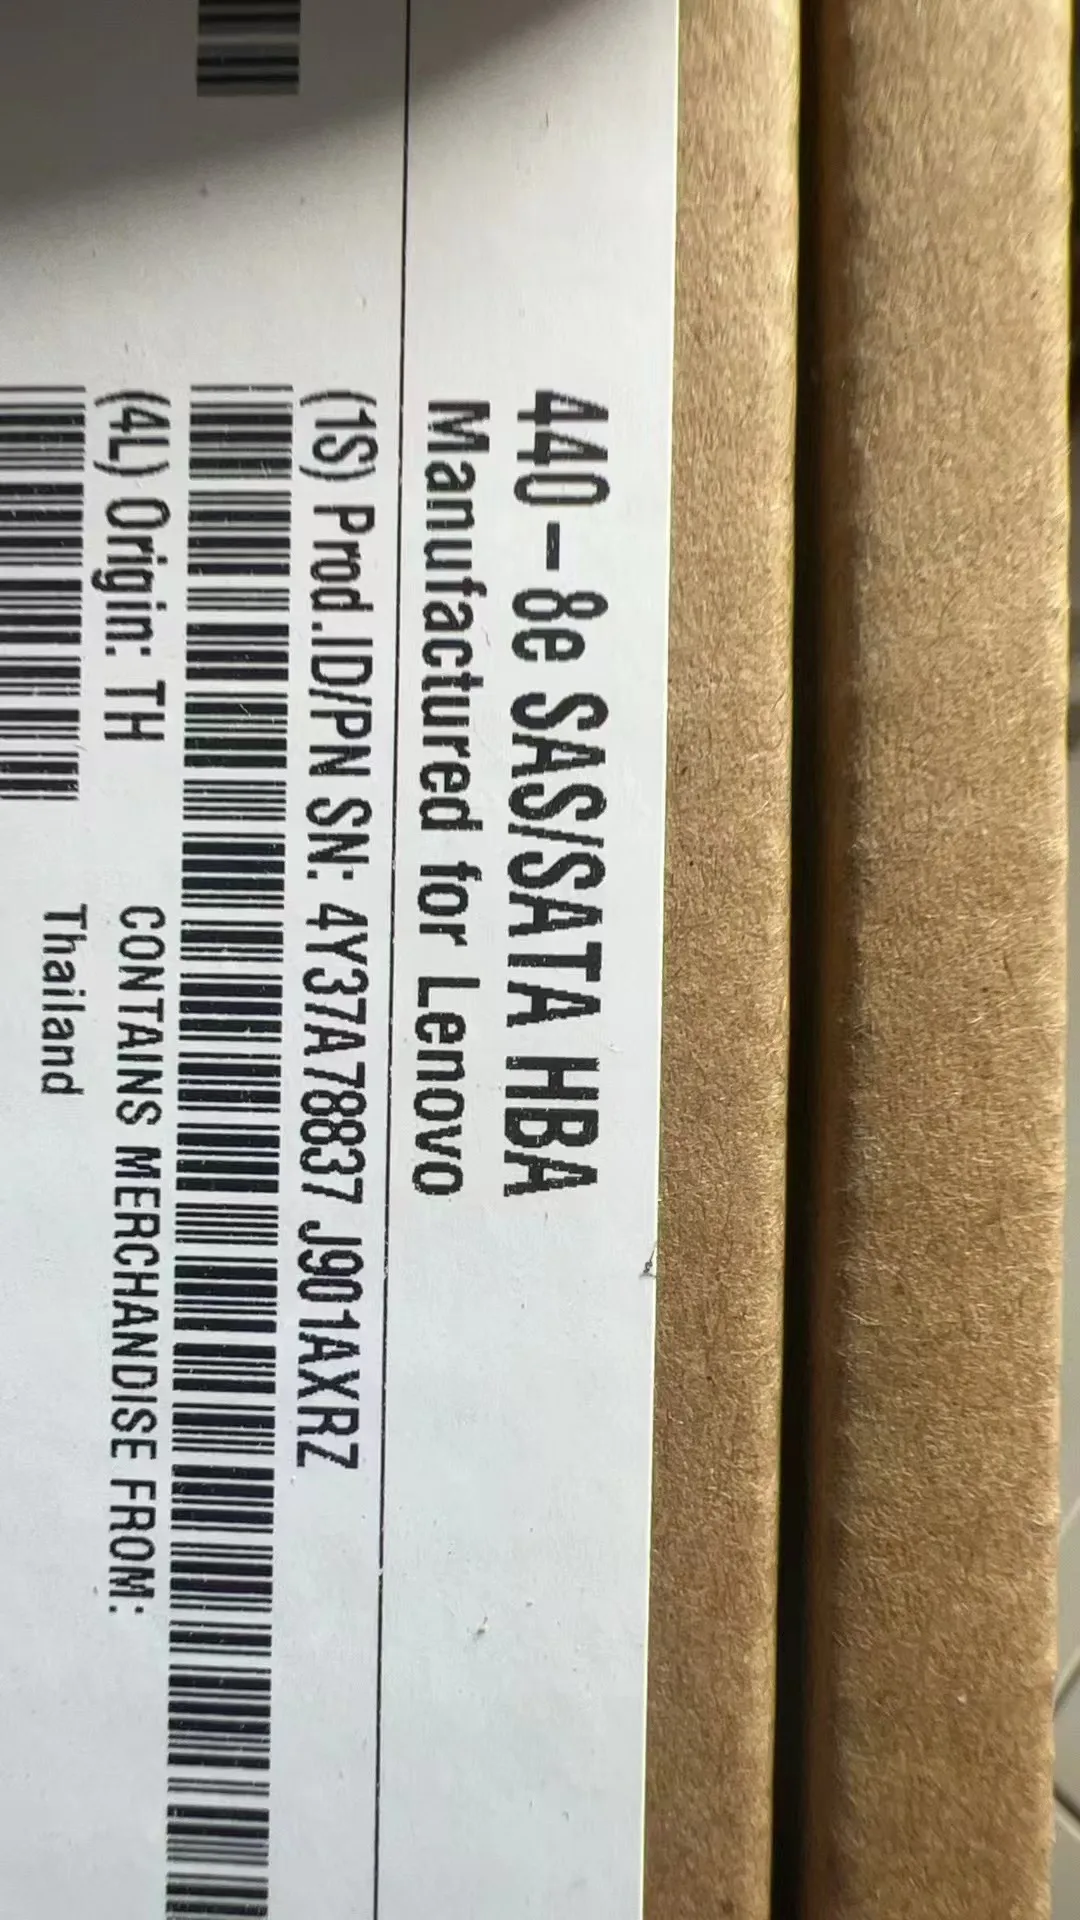 440-8e SAS/SATA HBA
Manufactured for Lenovo
(1S) Prod.ID/PN SN: 4Y37A78837 J901AXRZ
(4L) Origin: TH
CONTAINS MERCHANDISE FROM:
Thailand